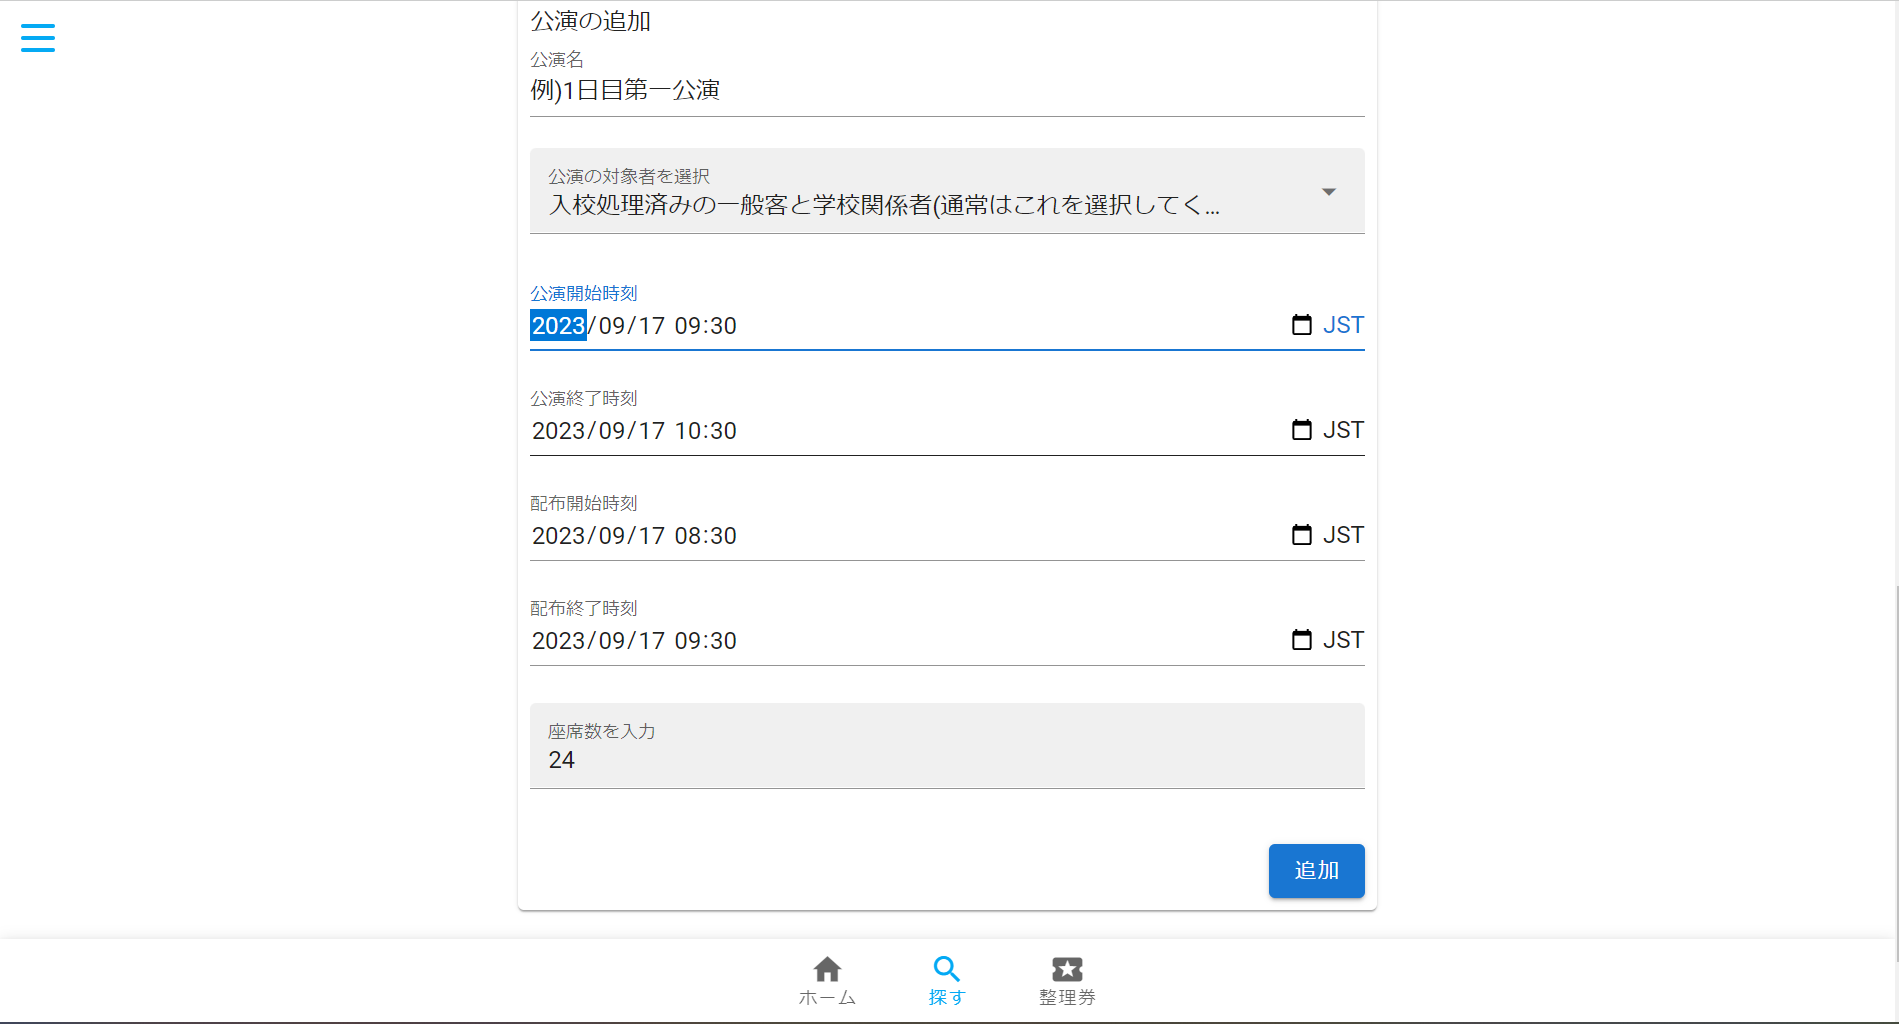 公演の追加
公演名
例)1日目第一公演
公演の対象者を選択
入校処理済みの一般客と学校関係者(通常はこれを選択してく...
公演開始時刻
2023/09/17 09:30 JST
公演終了時刻
2023/09/17 10:30 JST
配布開始時刻
2023/09/17 08:30 JST
配布終了時刻
2023/09/17 09:30 JST
座席数を入力
24
追加
ホーム 探す 整理券